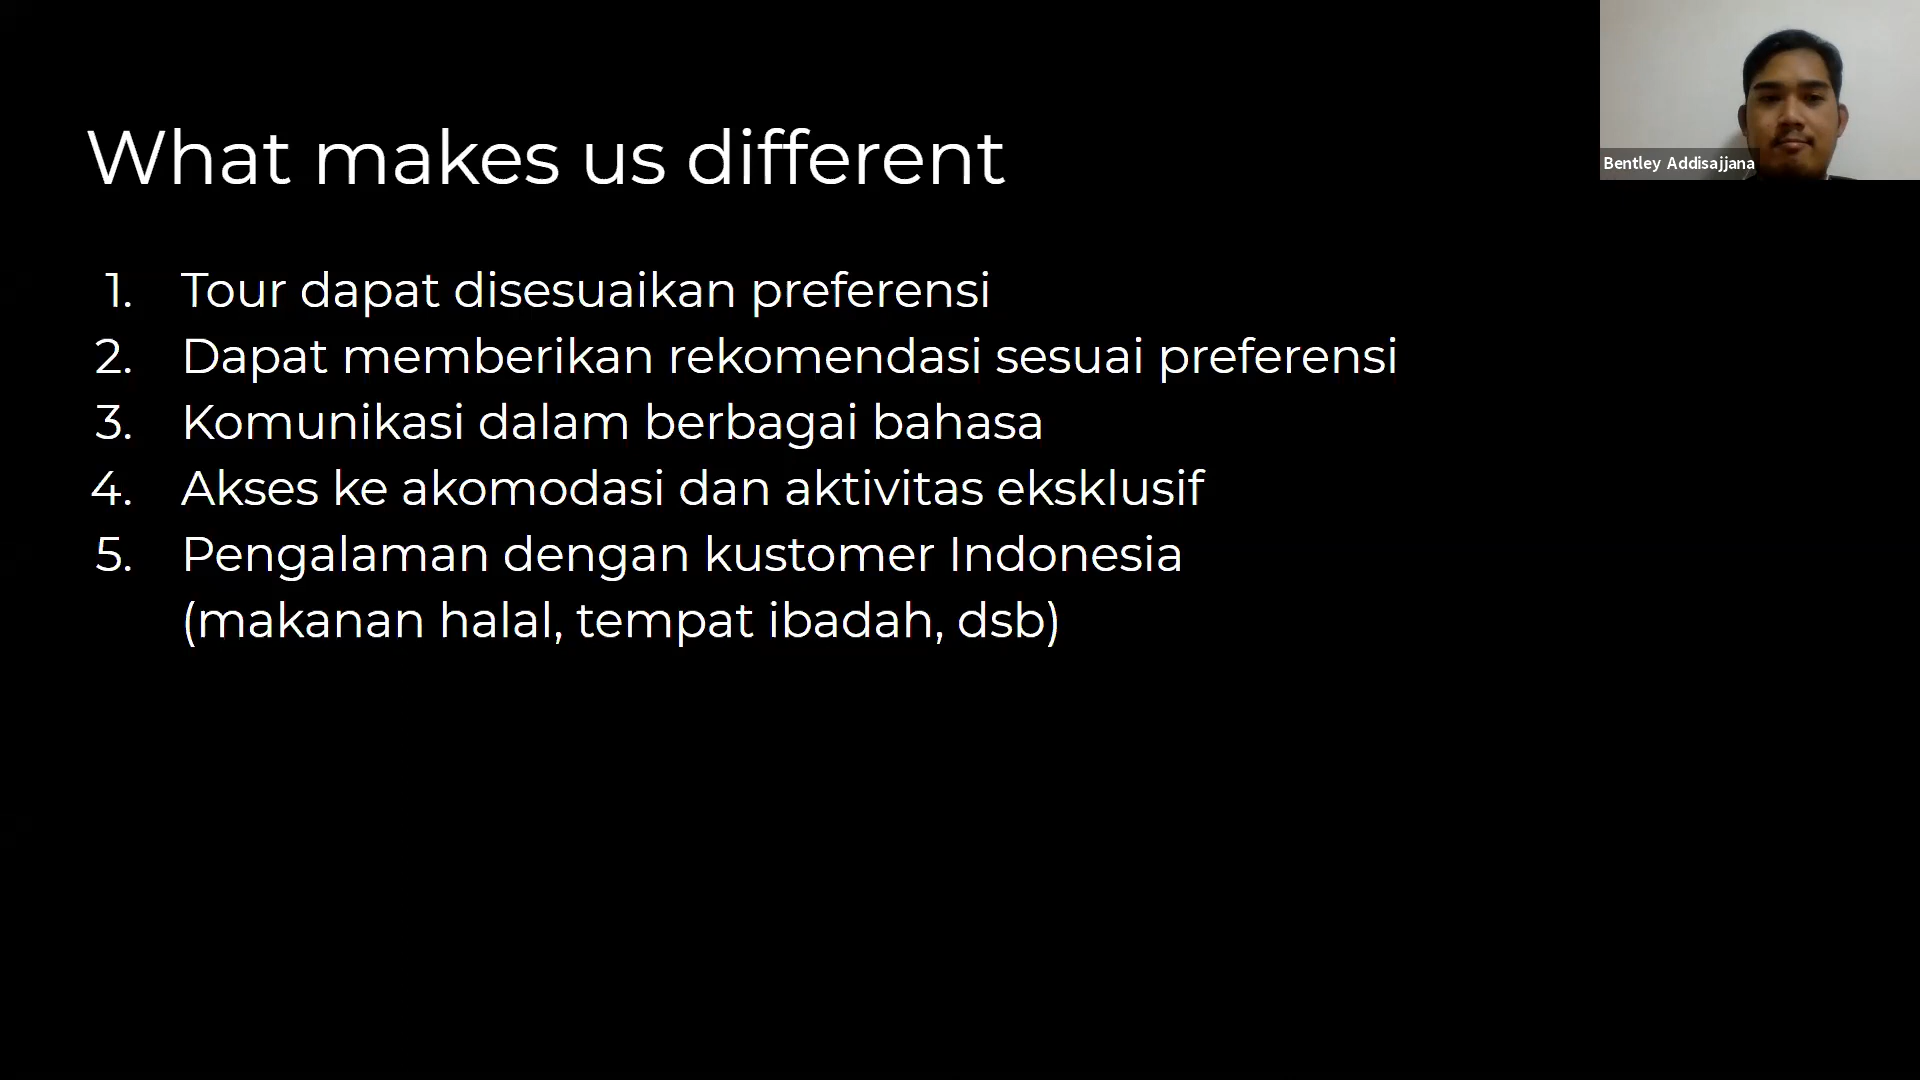 What makes us different
1. Tour dapat disesuaikan preferensi
2. Dapat memberikan rekomendasi sesuai preferensi
3. Komunikasi dalam berbagai bahasa
4. Akses ke akomodasi dan aktivitas eksklusif
5. Pengalaman dengan kustomer Indonesia
(makanan halal, tempat ibadah, dsb)
Bentley Addisajjana